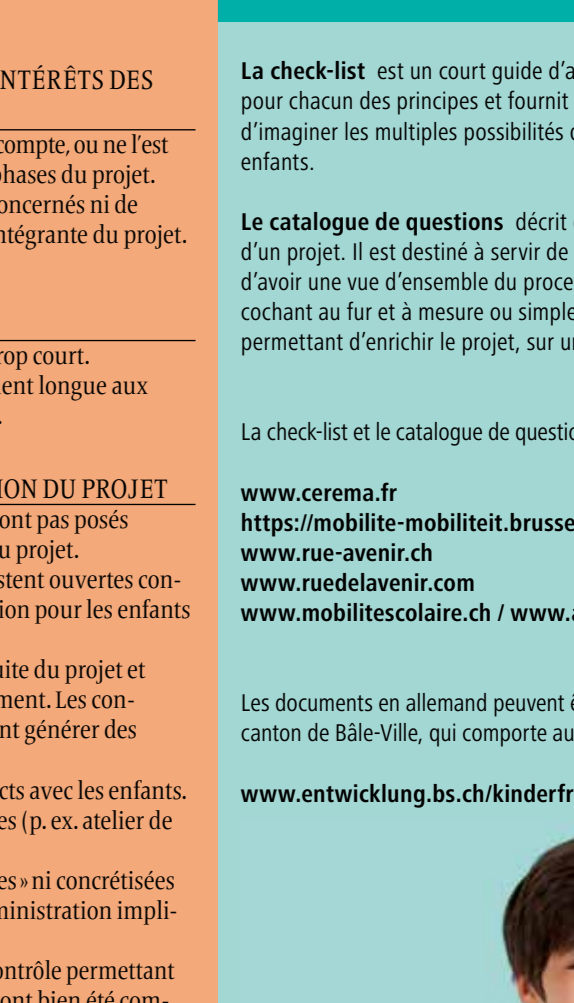 NTÉRÊTS DES
compte, ou ne l'est
phases du projet.
oncernés ni de
ntégrante du projet.
rop court.
ent longue aux
.
ION DU PROJET
ont pas posés
u projet.
stent ouvertes con-
ion pour les enfants
uite du projet et
ment. Les con-
nt générer des
cts avec les enfants.
es (p. ex. atelier de
es » ni concrétisées
ministration impli-
ontrôle permettant
ont bien été com-
La check-list est un court guide d'a
pour chacun des principes et fournit
d'imaginer les multiples possibilités
enfants.
Le catalogue de questions décrit
d'un projet. Il est destiné à servir de
d'avoir une vue d'ensemble du proce
cochant au fur et à mesure ou simple
permettant d'enrichir le projet, sur u
La check-list et le catalogue de questio
www.cerema.fr
https://mobilite-mobiliteit.brusse
www.rue-avenir.ch
www.ruedelavenir.com
www.mobilitescolaire.ch / www.a
Les documents en allemand peuvent ê
canton de Bâle-Ville, qui comporte au
www.entwicklung.bs.ch/kinderfr